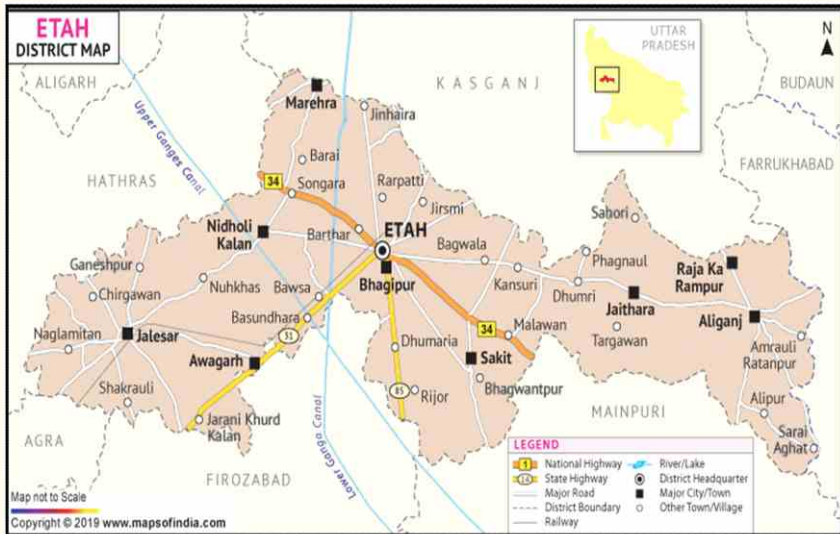 ETAH
DISTRICT MAP
UTTAR
PRADESH
N
ALIGARH
KASGANJ
BUDAUN
Marehra
Jinhaira
Upper Ganges Canal
Barai
FARRUKHABAD
HATHRAS
34
Songara
Rarpatti
Jirsmi
Sahori
Nidholi
Kalan
Barthar
ETAH
Bagwala
Phagnaul
Raja Ka
Rampur
Ganeshpur
Bhagipur
Kansuri
Dhumri
Chirgawan
Nuhkhas
Bawsa
Jaithara
Aliganj
Basundhara
34
Malawan
Targawan
Naglamitan
Jalesar
31
Dhumaria
Sakit
Amrauli
Ratanpur
Awagarh
Shakrauli
85
Rijor
Bhagwantpur
Alipur
Jarani Khurd
Kalan
MAINPURI
Sarai
Aghat
AGRA
FIROZABAD
Lower Ganga Canal
LEGEND
1 National Highway
River/Lake
14 State Highway
District Headquarter
Major Road
Major City/Town
District Boundary
Other Town/Village
Railway
Map not to Scale
Copyright © 2019 www.mapsofindia.com